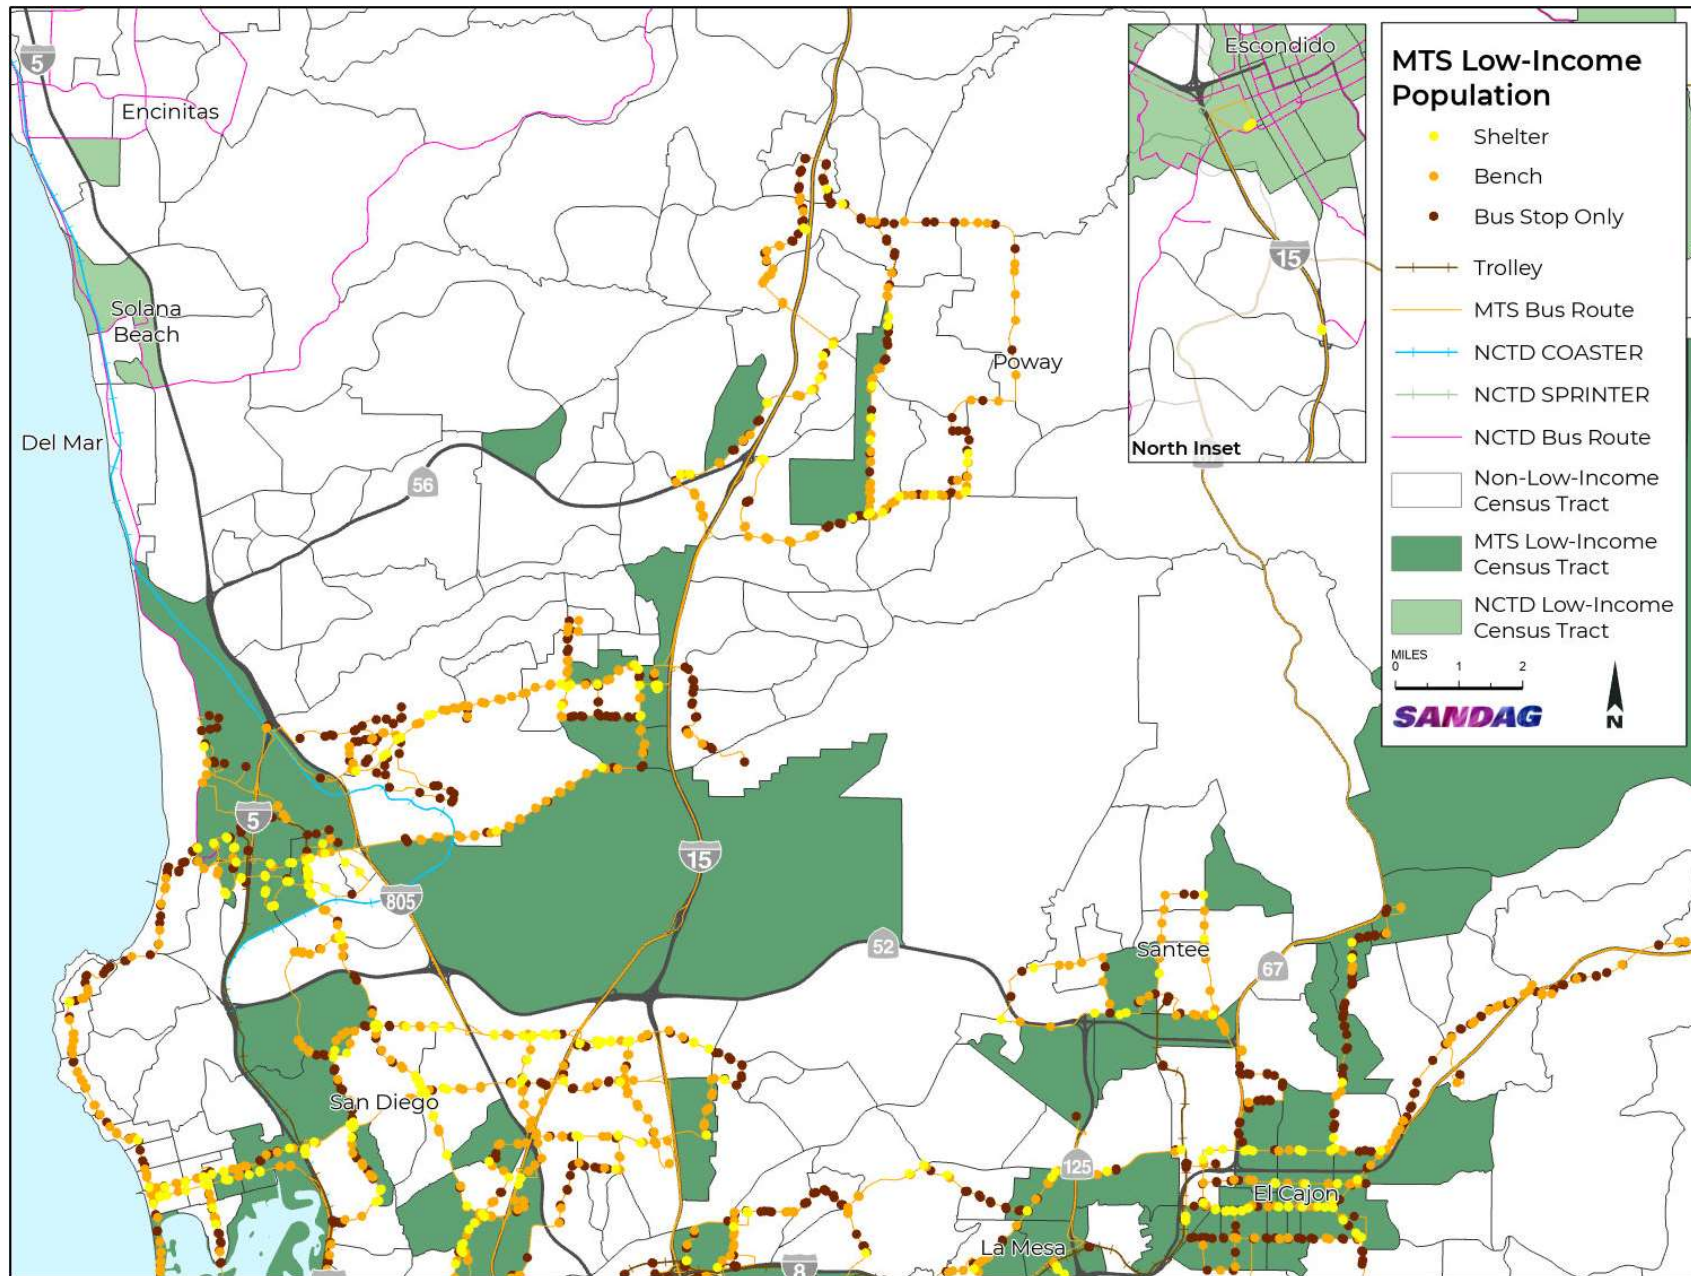 5
Encinitas
Solana
Beach
Del Mar
56
Poway
Escondido
15
North Inset
MTS Low-Income
Population
Shelter
Bench
Bus Stop Only
Trolley
MTS Bus Route
NCTD COASTER
NCTD SPRINTER
NCTD Bus Route
Non-Low-Income
Census Tract
MTS Low-Income
Census Tract
NCTD Low-Income
Census Tract
MILES
0 1 2
SANDAG
N
5
15
805
52
Santee
67
San Diego
125
El Cajon
La Mesa
8